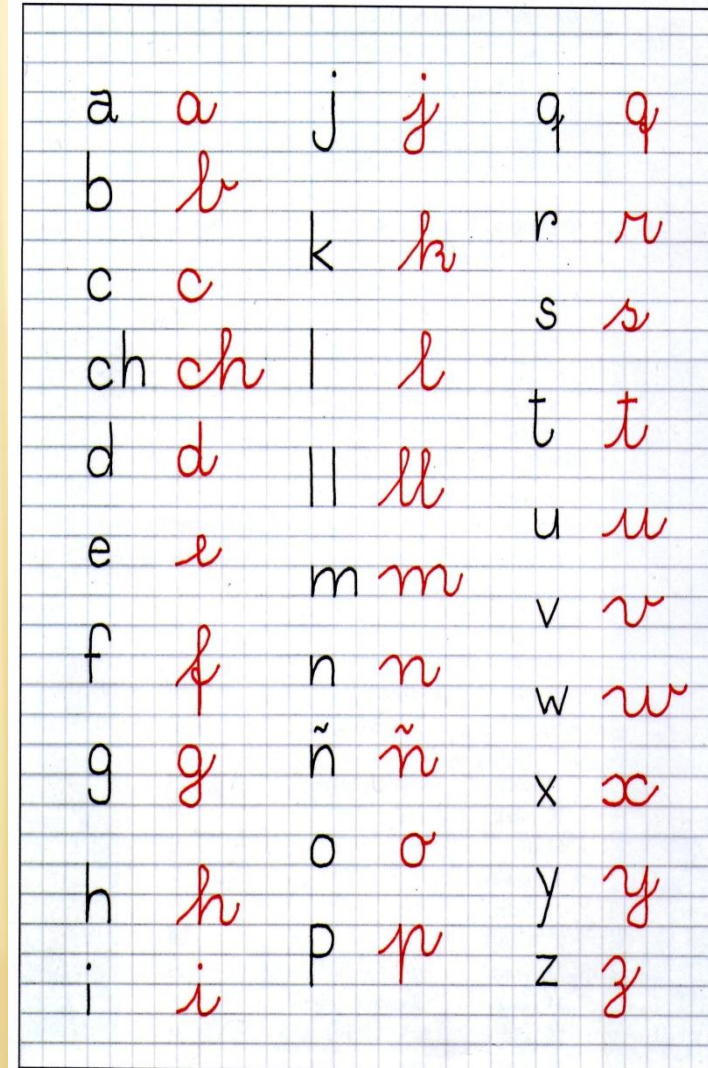 a a
b b
c c
ch ch
d d
e e
f f
g g
h h
i i
j j
k k
l l
ll ll
m m
n n
ñ ñ
o o
p p
q q
r r
s s
t t
u u
v v
w w
x x
y y
z z